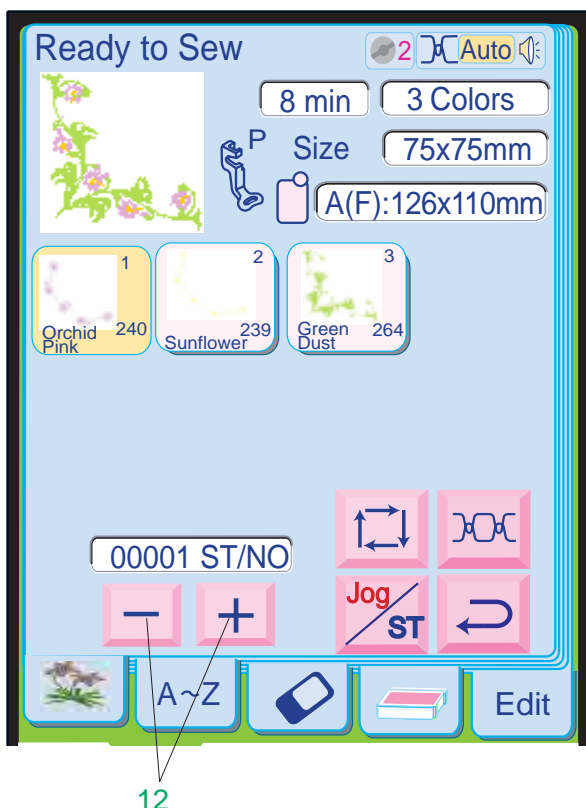 Ready to Sew
2 Auto
8 min 3 Colors
P Size 75x75mm
A(F):126x110mm
1 2 3
Orchid Pink 240
Sunflower 239
Green Dust 264
00001 ST/NO
− +
Jog/ST
A~Z Edit
12